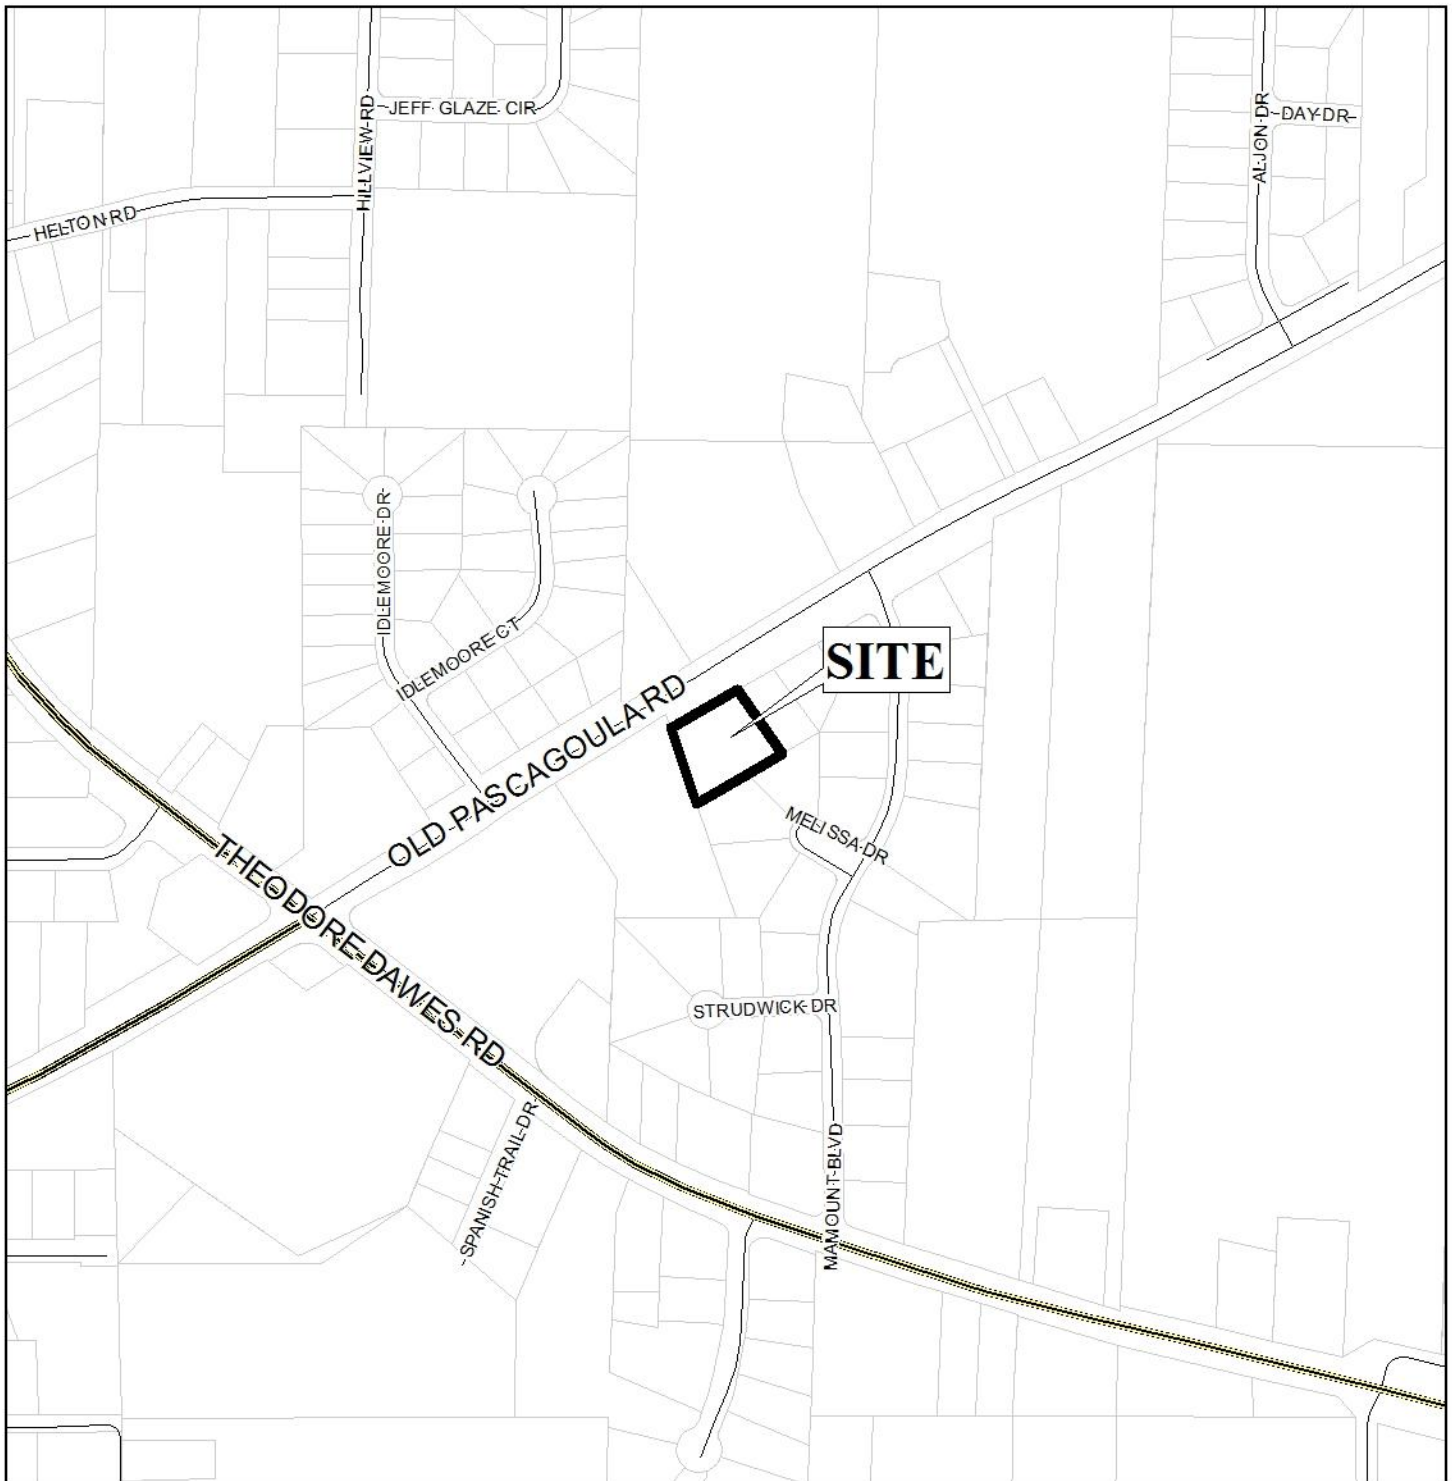 JEFF GLAZE CIR
HILLVIEW RD
ALJON DR
DAY DR
HELTON RD
IDLEMOORE DR
IDLEMOORE CT
SITE
OLD PASCAGOULA RD
MELISSA DR
THEODORE DAWES RD
STRUDWICK DR
SPANISH TRAIL DR
MAMOUNT BLVD